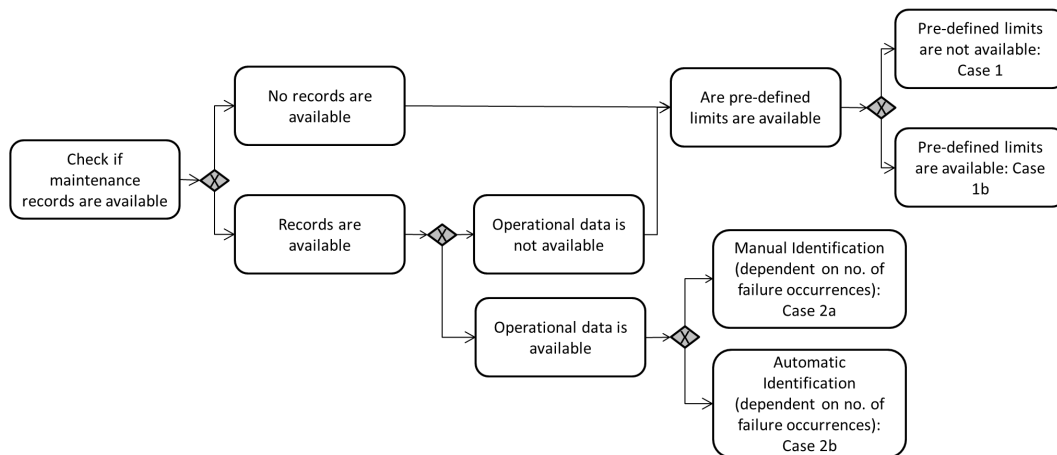 Pre-defined limits
are not available:
Case 1
No records are
available
Are pre-defined
limits are available
Check if
maintenance
records are available
Pre-defined limits
are available: Case
1b
Records are
available
Operational data is
not available
Manual Identification
(dependent on no. of
failure occurrences):
Case 2a
Operational data is
available
Automatic
Identification
(dependent on no. of
failure occurrences):
Case 2b